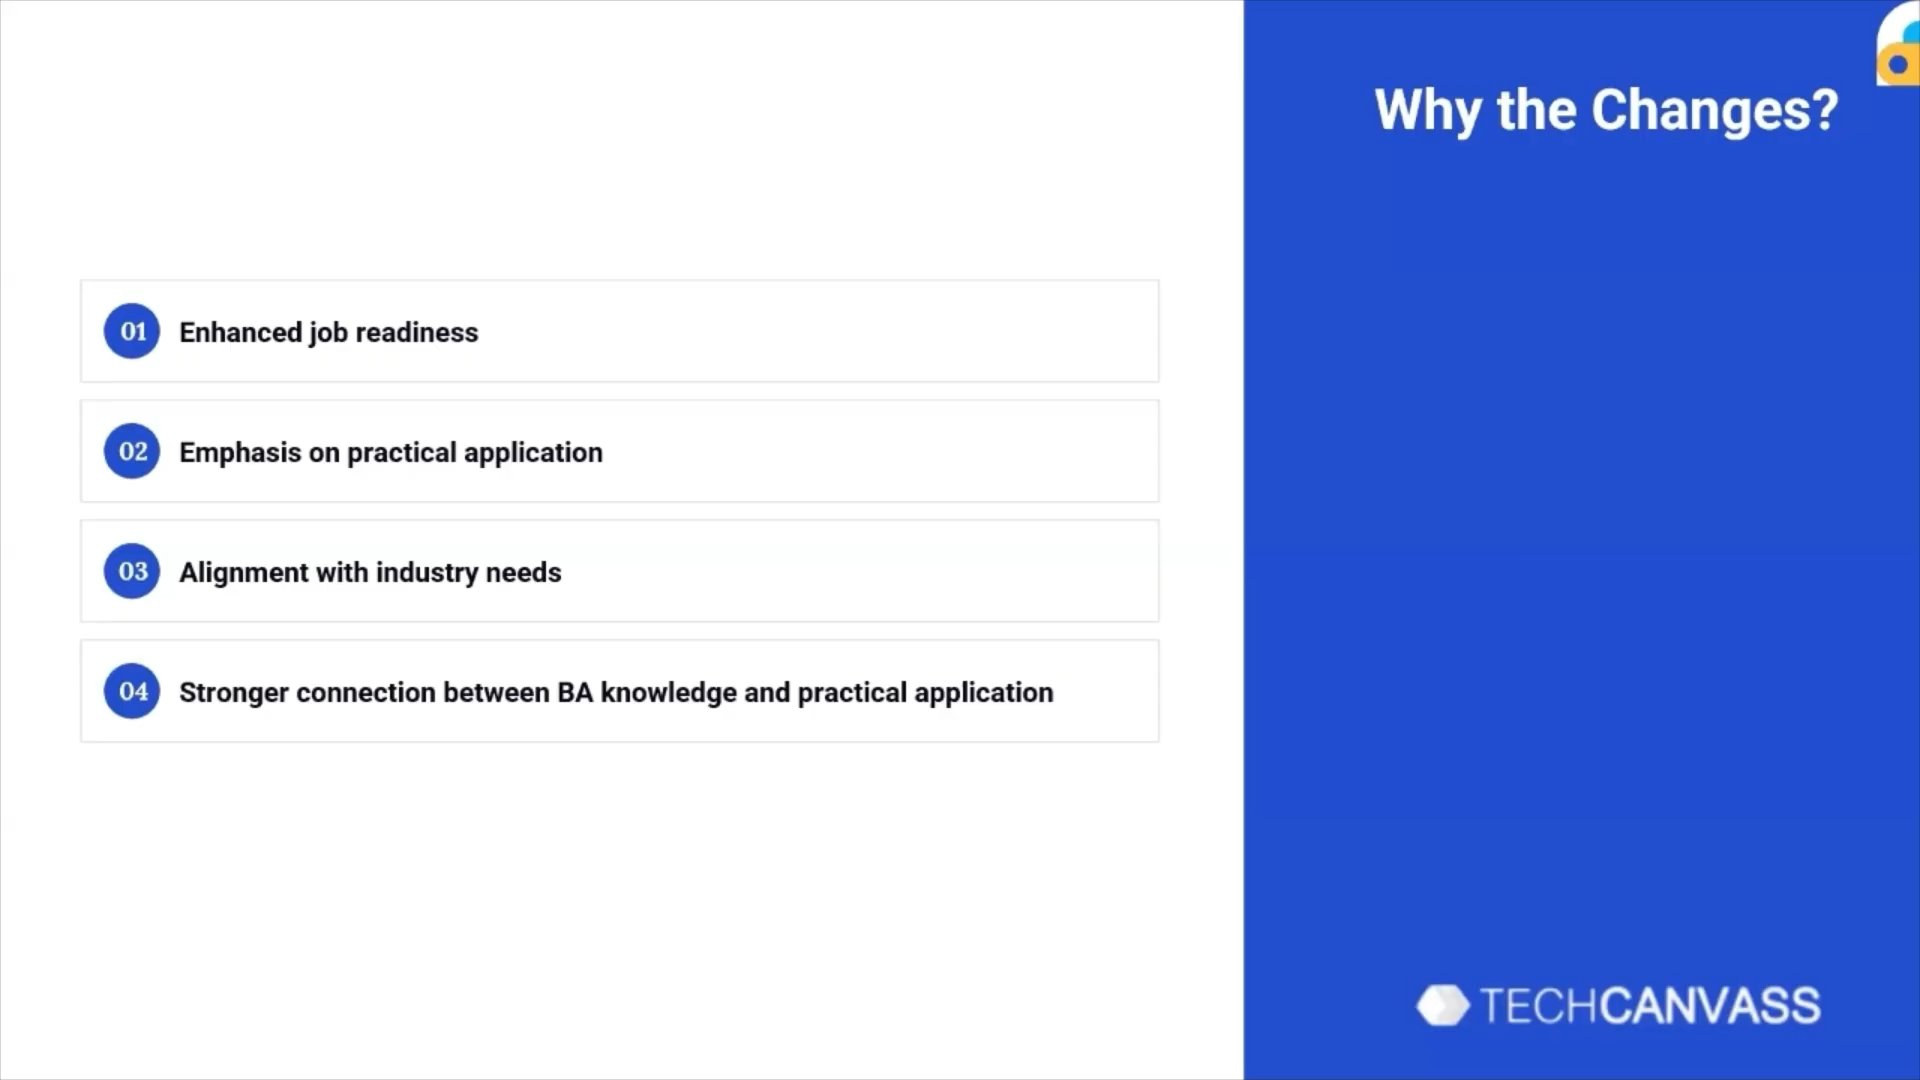 Why the Changes?
01 Enhanced job readiness
02 Emphasis on practical application
03 Alignment with industry needs
04 Stronger connection between BA knowledge and practical application
TECHCANVASS